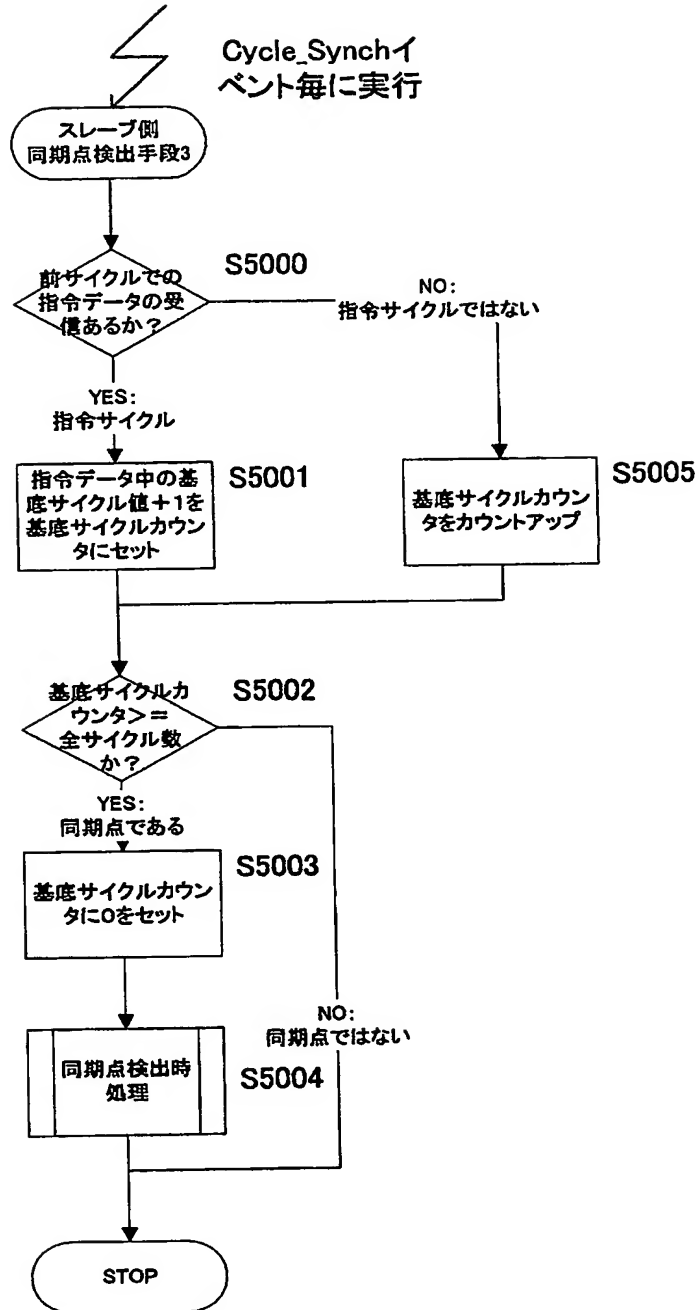 Cycle_Synchイ
ベント毎に実行
スレーブ側
同期点検出手段3
前サイクルでの
指令データの受
信あるか？
S5000
NO:
指令サイクルではない
YES:
指令サイクル
指令データ中の基
底サイクル値＋1を
基底サイクルカウン
タにセット
S5001
基底サイクルカウン
タをカウントアップ
S5005
基底サイクルカ
ウンタ＞＝
全サイクル数
か？
S5002
YES:
同期点である
基底サイクルカウン
タに0をセット
S5003
NO:
同期点ではない
同期点検出時
処理
S5004
STOP